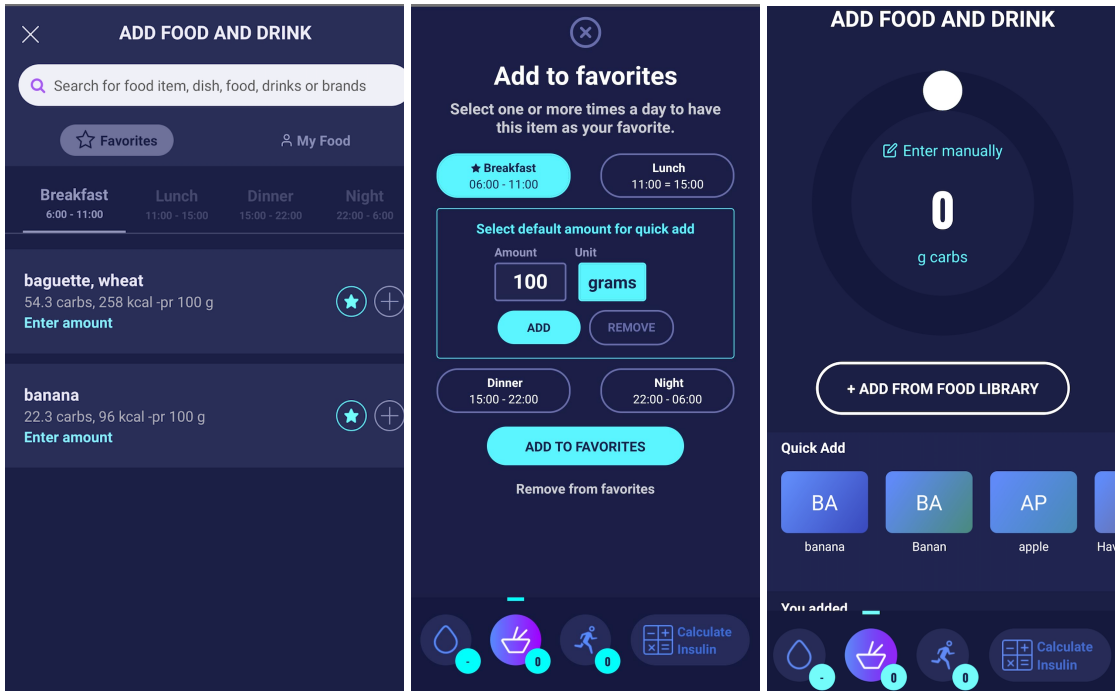 ADD FOOD AND DRINK
Search for food item, dish, food, drinks or brands
Favorites
My Food
Breakfast
6:00 - 11:00
Lunch
11:00 - 15:00
Dinner
15:00 - 22:00
Night
22:00 - 6:00
baguette, wheat
54.3 carbs, 258 kcal -pr 100 g
Enter amount
banana
22.3 carbs, 96 kcal -pr 100 g
Enter amount
Add to favorites
Select one or more times a day to have
this item as your favorite.
Breakfast
06:00 - 11:00
Lunch
11:00 = 15:00
Select default amount for quick add
Amount
Unit
100
grams
ADD
REMOVE
Dinner
15:00 - 22:00
Night
22:00 - 06:00
ADD TO FAVORITES
Remove from favorites
-
0
0
Calculate
Insulin
ADD FOOD AND DRINK
Enter manually
0
g carbs
+ ADD FROM FOOD LIBRARY
Quick Add
BA
BA
AP
banana
Banan
apple
Hav
You added
-
0
0
Calculate
Insulin